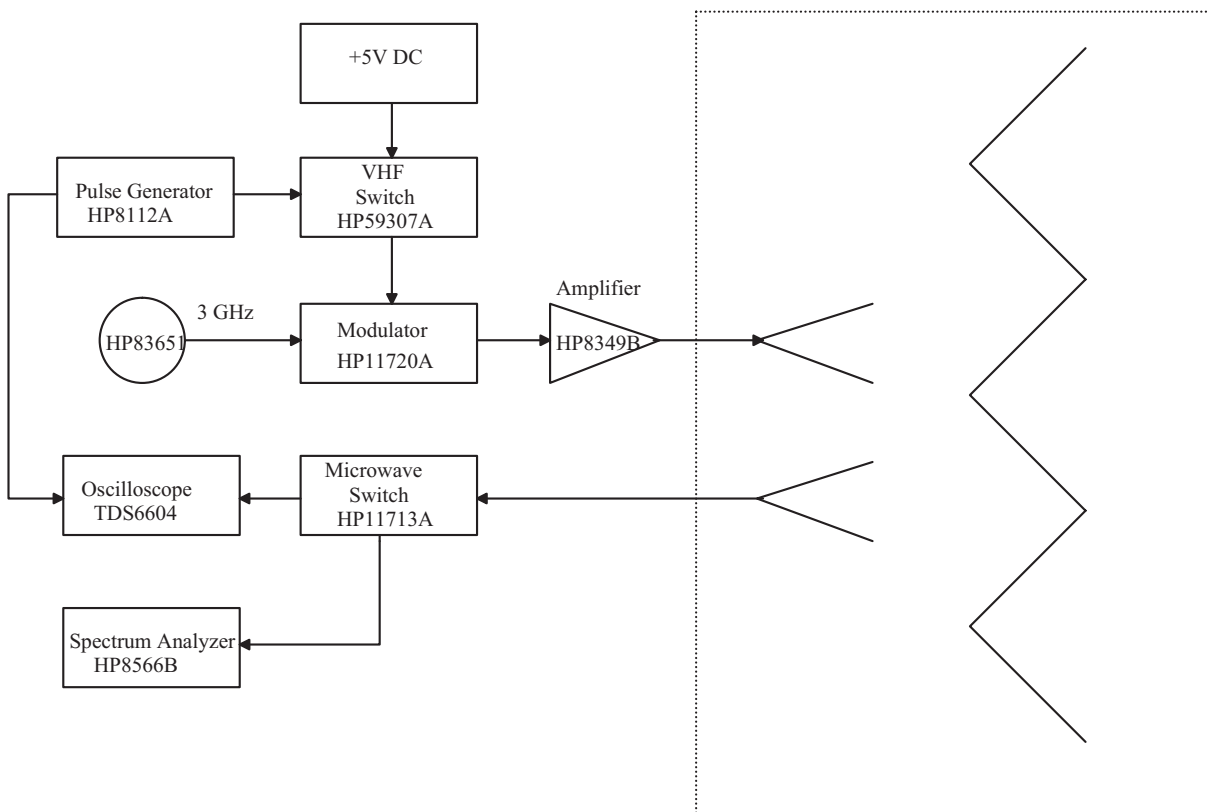 +5V DC
Pulse Generator
HP8112A
VHF
Switch
HP59307A
Amplifier
3 GHz
HP83651
Modulator
HP11720A
HP8349B
Oscilloscope
TDS6604
Microwave
Switch
HP11713A
Spectrum Analyzer
HP8566B